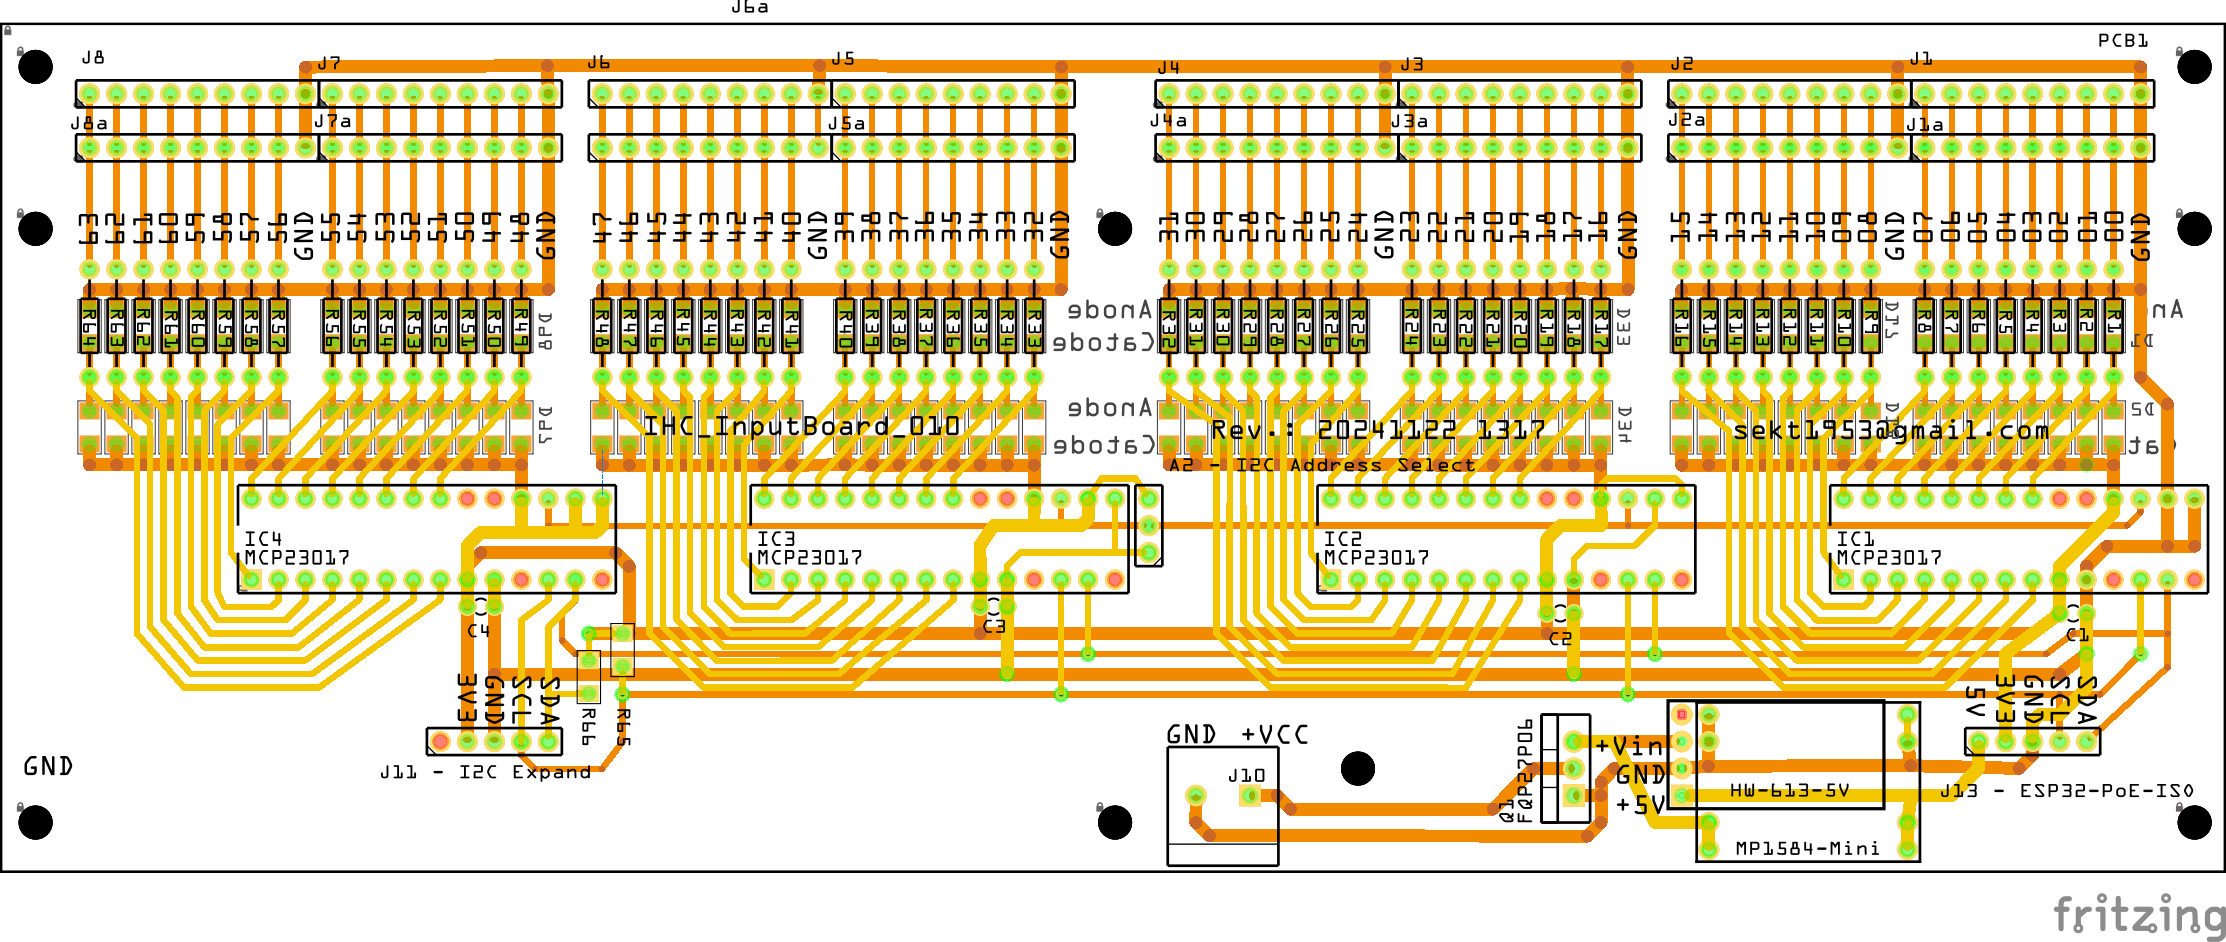 J6a
PCB1
J8
J7
J6
J5
J4
J3
J2
J1
J8a
J7a
J5a
J4a
J3a
J2a
J1a
63 62 61 60 59 58 57 56 GND 55 54 53 52 51 50 49 48 GND
47 46 45 44 43 42 41 40 GND 39 38 37 36 35 34 33 32 GND
31 30 29 28 27 26 25 24 GND 23 22 21 20 19 18 17 16 GND
15 14 13 12 11 10 09 08 GND 07 06 05 04 03 02 01 00 GND
R64 R63 R62 R61 R60 R59 R58 R57 R56 R55 R54 R53 R52 R51 R50 R49 D98
R48 R47 R46 R45 R44 R43 R42 R41 R40 R39 R38 R37 R36 R35 R34 R33
Anode
Catode
R32 R31 R30 R29 R28 R27 R26 R25 R24 R23 R22 R21 R20 R19 R18 R17 D33
R16 R15 R14 R13 R12 R11 R10 R9 D17 R8 R7 R6 R5 R4 R3 R2 R1
An
D1
D97
IHC_InputBoard_010
Anode
Catode
Rev.: 20241122 1317
D34
sekt1953@gmail.com
D2
Cat
A2 - I2C Address Select
IC4
MCP23017
IC3
MCP23017
IC2
MCP23017
IC1
MCP23017
C4
C3
C2
C1
3V3 GND SCL SDA
R66
R65
5V 3V3 GND SCL SDA
GND
J11 - I2C Expand
GND +VCC
J10
Q1
FQP27P06
+Vin
GND
+5V
HW-613-5V
J13 - ESP32-PoE-ISO
MP1584-Mini
fritzing